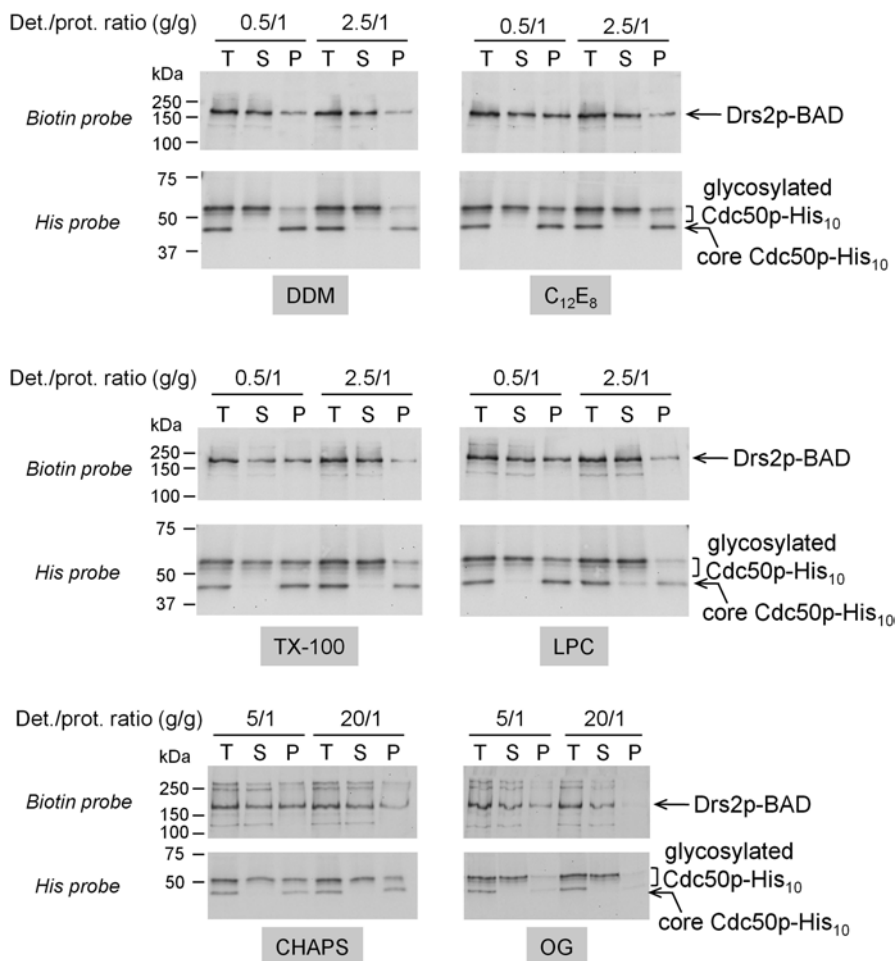 Det./prot. ratio (g/g) 0.5/1 2.5/1 0.5/1 2.5/1
T S P T S P T S P T S P
kDa
250
Biotin probe 150 Drs2p-BAD
100
75 glycosylated
50 Cdc50p-His10
His probe
37 core Cdc50p-His10
DDM C12E8
Det./prot. ratio (g/g) 0.5/1 2.5/1 0.5/1 2.5/1
T S P T S P T S P T S P
kDa
250
Biotin probe 150 Drs2p-BAD
100
75 glycosylated
His probe 50 Cdc50p-His10
37 core Cdc50p-His10
TX-100 LPC
Det./prot. ratio (g/g) 5/1 20/1 5/1 20/1
T S P T S P T S P T S P
kDa
250
Biotin probe 150 Drs2p-BAD
100
75 glycosylated
His probe 50 Cdc50p-His10
core Cdc50p-His10
CHAPS OG